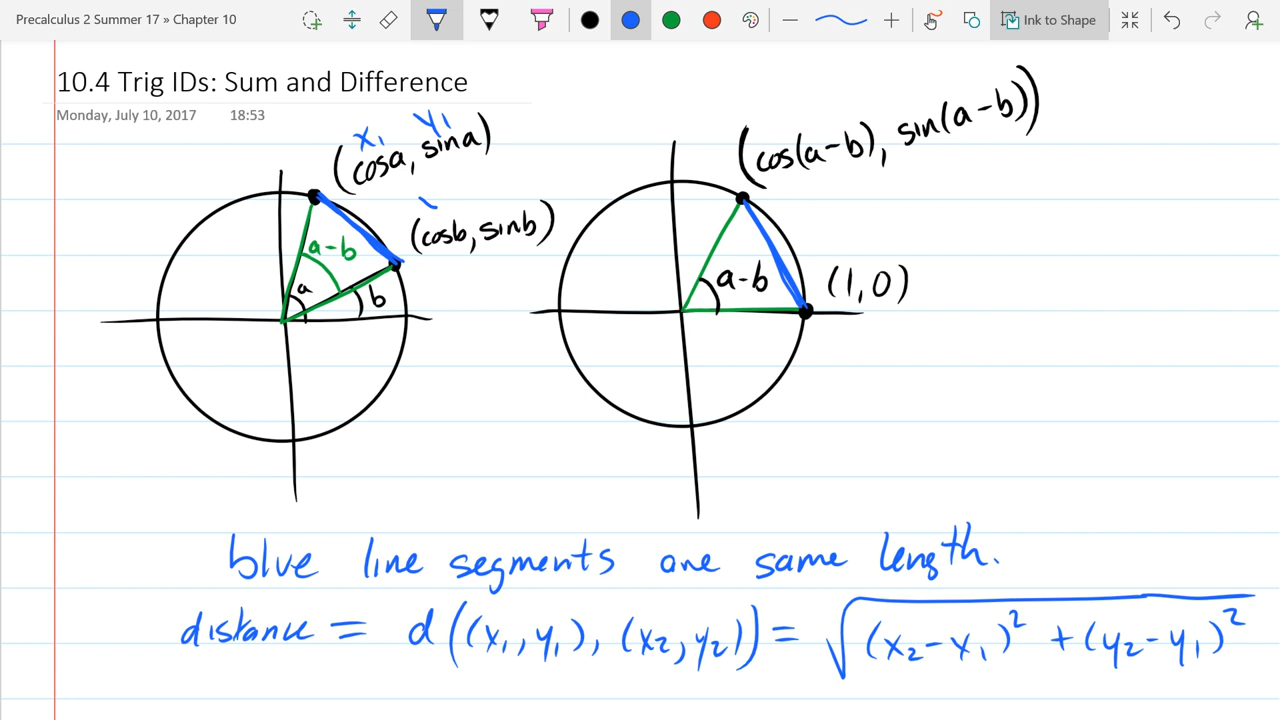 Precalculus 2 Summer 17 » Chapter 10
Ink to Shape
10.4 Trig IDs: Sum and Difference
Monday, July 10, 2017 18:53
x₁ y₁
(cosa, sina)
(cosb, sinb)
a-b
a
b
(cos(a-b), sin(a-b))
a-b
(1,0)
blue line segments are same length.
distance = d((x₁,y₁), (x₂,y₂)) = √(x₂-x₁)² + (y₂-y₁)²